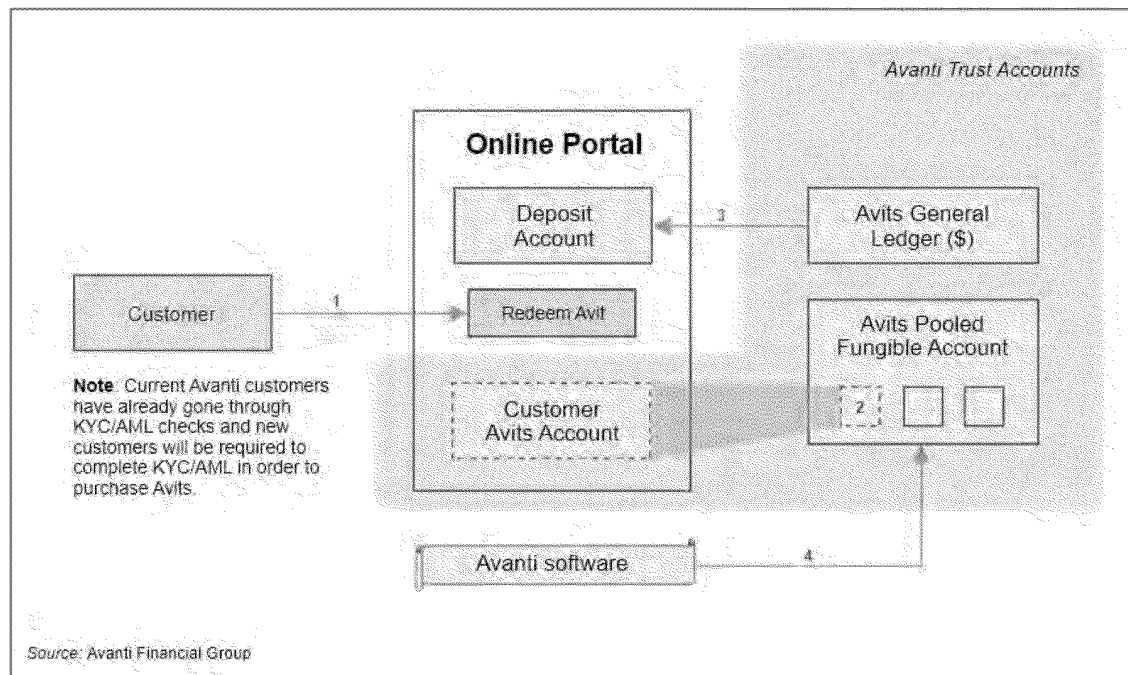 Avanti Trust Accounts
Online Portal
Deposit
Account
3
Avits General
Ledger ($)
Customer
1
Redeem Avit
Avits Pooled
Fungible Account
Note: Current Avanti customers
have already gone through
KYC/AML checks and new
customers will be required to
complete KYC/AML in order to
purchase Avits.
Customer
Avits Account
2
Avanti software
4
Source: Avanti Financial Group